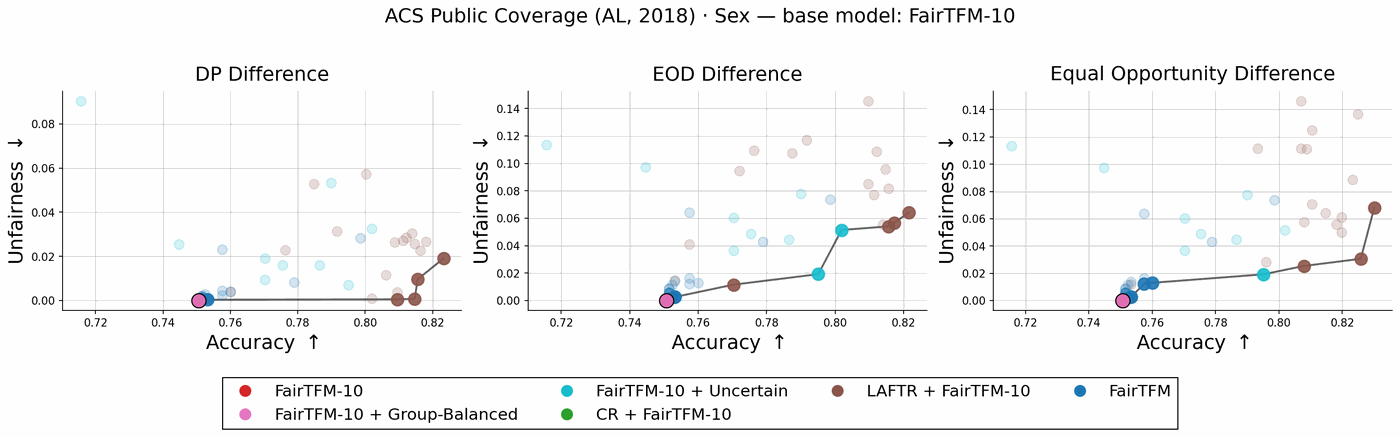 ACS Public Coverage (AL, 2018) · Sex — base model: FairTFM-10
DP Difference
EOD Difference
Equal Opportunity Difference
Unfairness ↓
0.08
0.06
0.04
0.02
0.00
0.72
0.74
0.76
0.78
0.80
0.82
Accuracy ↑
Unfairness ↓
0.14
0.12
0.10
0.08
0.06
0.04
0.02
0.00
0.72
0.74
0.76
0.78
0.80
0.82
Accuracy ↑
Unfairness ↓
0.14
0.12
0.10
0.08
0.06
0.04
0.02
0.00
0.72
0.74
0.76
0.78
0.80
0.82
Accuracy ↑
FairTFM-10
FairTFM-10 + Group-Balanced
FairTFM-10 + Uncertain
CR + FairTFM-10
LAFTR + FairTFM-10
FairTFM